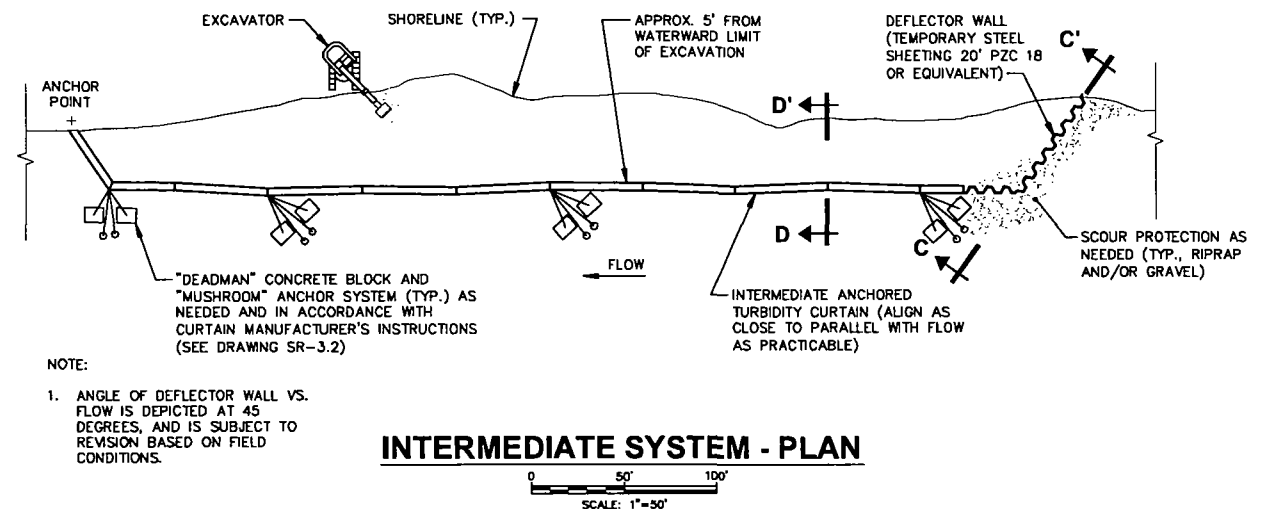 EXCAVATOR
SHORELINE (TYP.)
APPROX. 5' FROM
WATERWARD LIMIT
OF EXCAVATION
DEFLECTOR WALL
(TEMPORARY STEEL
SHEETING 20' PZC 18
OR EQUIVALENT)
C'
ANCHOR
POINT
D'
D
C
FLOW
SCOUR PROTECTION AS
NEEDED (TYP., RIPRAP
AND/OR GRAVEL)
"DEADMAN" CONCRETE BLOCK AND
"MUSHROOM" ANCHOR SYSTEM (TYP.) AS
NEEDED AND IN ACCORDANCE WITH
CURTAIN MANUFACTURER'S INSTRUCTIONS
(SEE DRAWING SR-3.2)
INTERMEDIATE ANCHORED
TURBIDITY CURTAIN (ALIGN AS
CLOSE TO PARALLEL WITH FLOW
AS PRACTICABLE)
NOTE:
1. ANGLE OF DEFLECTOR WALL VS.
FLOW IS DEPICTED AT 45
DEGREES, AND IS SUBJECT TO
REVISION BASED ON FIELD
CONDITIONS.
INTERMEDIATE SYSTEM - PLAN
0 50' 100'
SCALE: 1"=50'